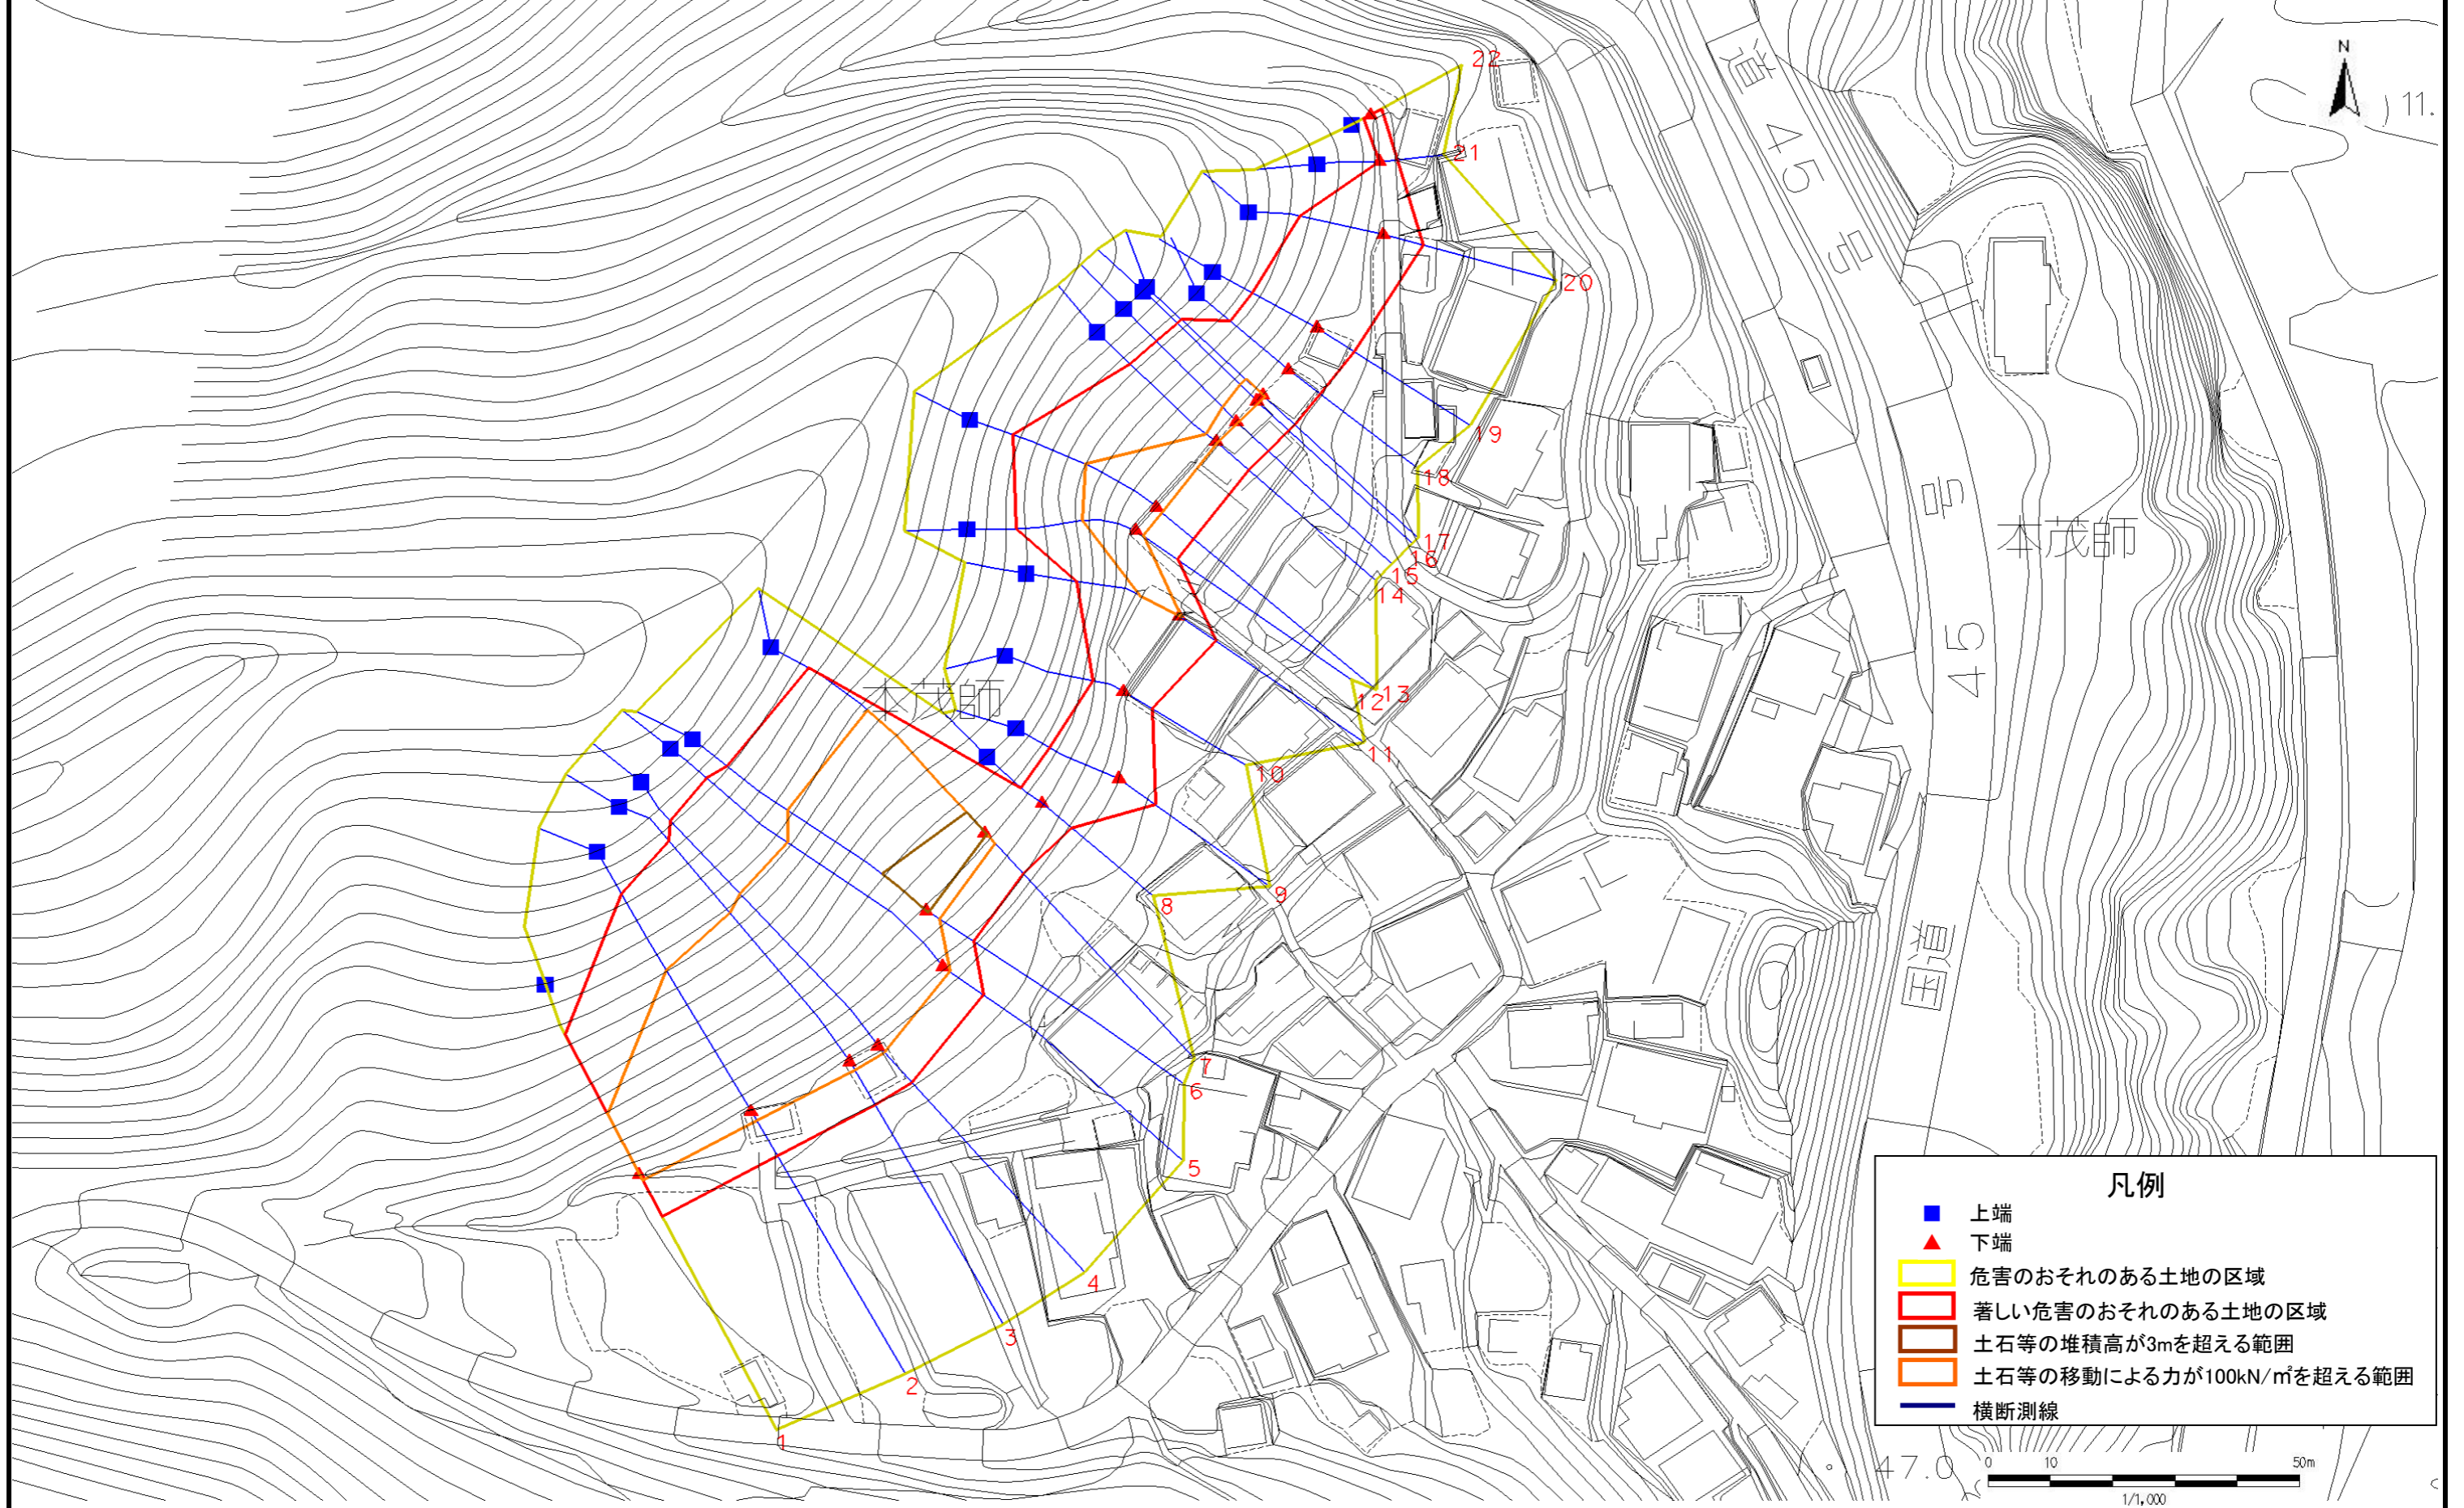 22
N
11.
道
45
号
21
20
19
18
号
本茂師
17
16
15
14
45
本茂師
13
12
11
10
9
8
国道
7
6
5
4
3
2
1
凡例
上端
下端
危害のおそれのある土地の区域
著しい危害のおそれのある土地の区域
土石等の堆積高が3mを超える範囲
土石等の移動による力が100kN/㎡を超える範囲
横断測線
47.0
0 10 50m
1/1,000